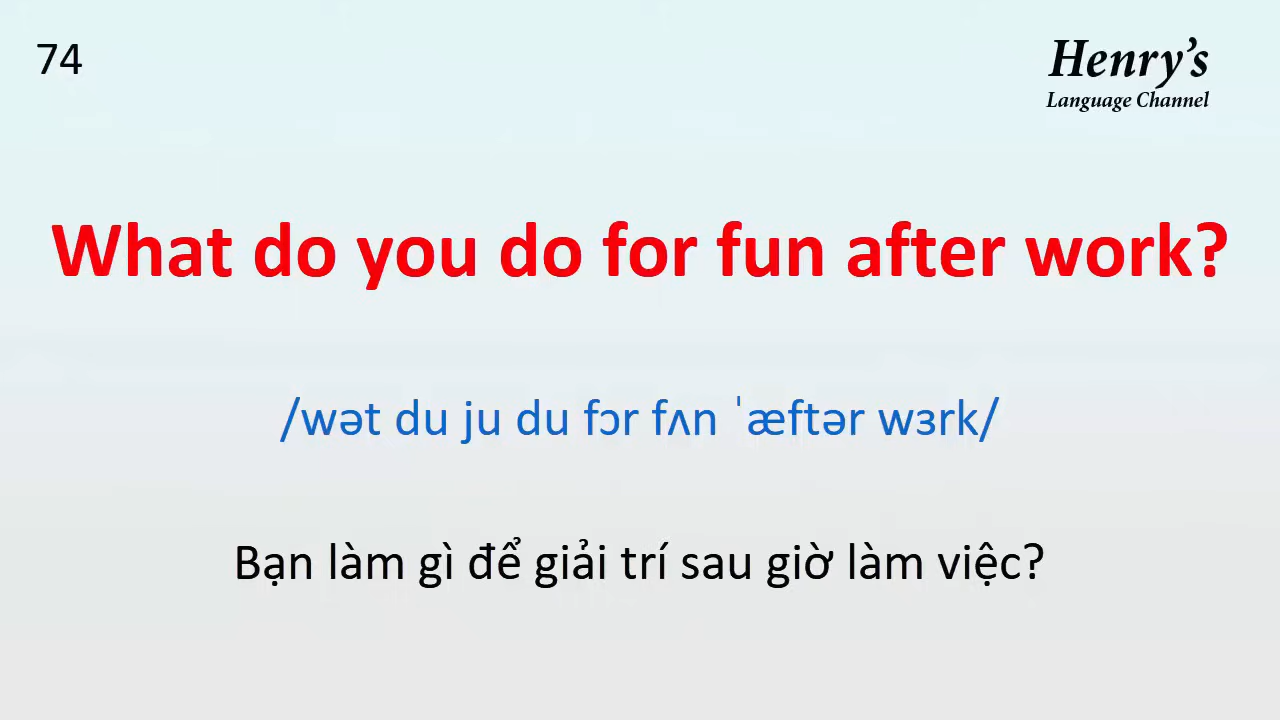 74
Henry's
Language Channel
What do you do for fun after work?
/wət du ju du fɔr fʌn ˈæftər wɜrk/
Bạn làm gì để giải trí sau giờ làm việc?